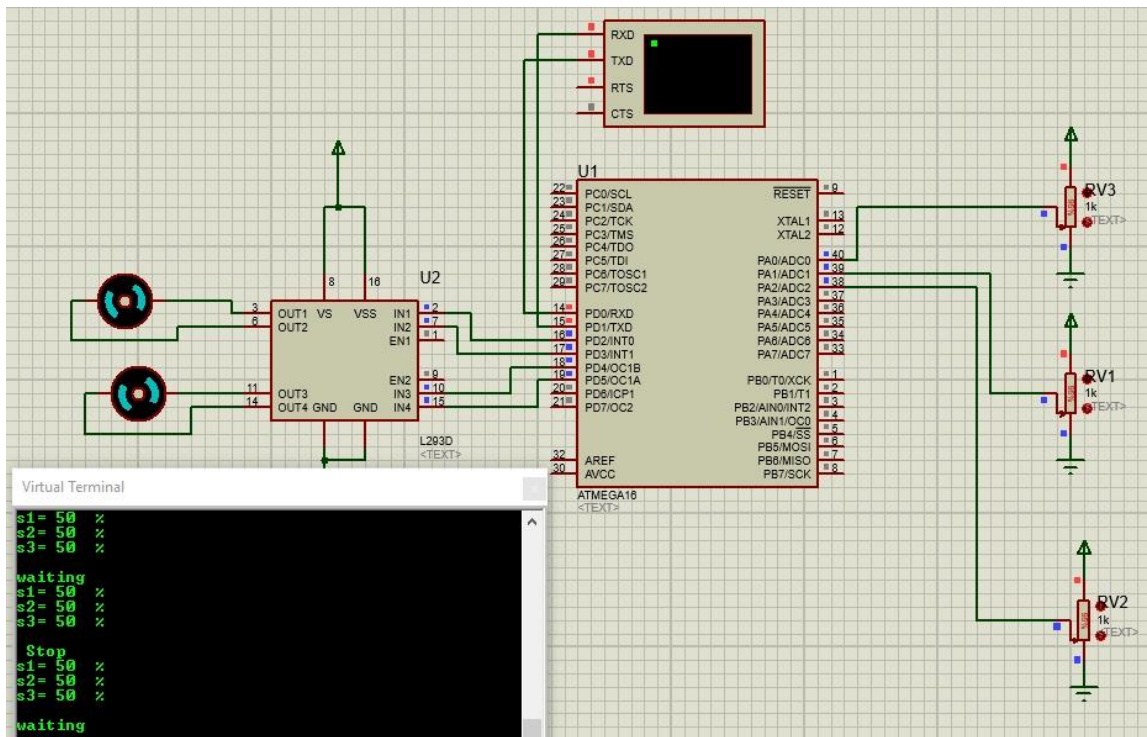 RXD
TXD
RTS
CTS
U1
22 PC0/SCL
23 PC1/SDA
24 PC2/TCK
25 PC3/TMS
26 PC4/TDO
27 PC5/TDI
28 PC6/TOSC1
29 PC7/TOSC2
14 PD0/RXD
15 PD1/TXD
16 PD2/INT0
17 PD3/INT1
18 PD4/OC1B
19 PD5/OC1A
20 PD6/ICP1
21 PD7/OC2
32 AREF
30 AVCC
RESET 9
XTAL1 13
XTAL2 12
PA0/ADC0 40
PA1/ADC1 39
PA2/ADC2 38
PA3/ADC3 37
PA4/ADC4 36
PA5/ADC5 35
PA6/ADC6 34
PA7/ADC7 33
PB0/T0/XCK 1
PB1/T1 2
PB2/AIN0/INT2 3
PB3/AIN1/OC0 4
PB4/SS 5
PB5/MOSI 6
PB6/MISO 7
PB7/SCK 8
ATMEGA16
<TEXT>
U2
8 16
3 OUT1 VS VSS IN1 2
6 OUT2 IN2 7
EN1 1
EN2 9
11 OUT3 IN3 10
14 OUT4 GND GND IN4 15
L293D
<TEXT>
RV3
1k
<TEXT>
RV1
1k
<TEXT>
RV2
1k
<TEXT>
Virtual Terminal
s1= 50 %
s2= 50 %
s3= 50 %
waiting
s1= 50 %
s2= 50 %
s3= 50 %
Stop
s1= 50 %
s2= 50 %
s3= 50 %
waiting